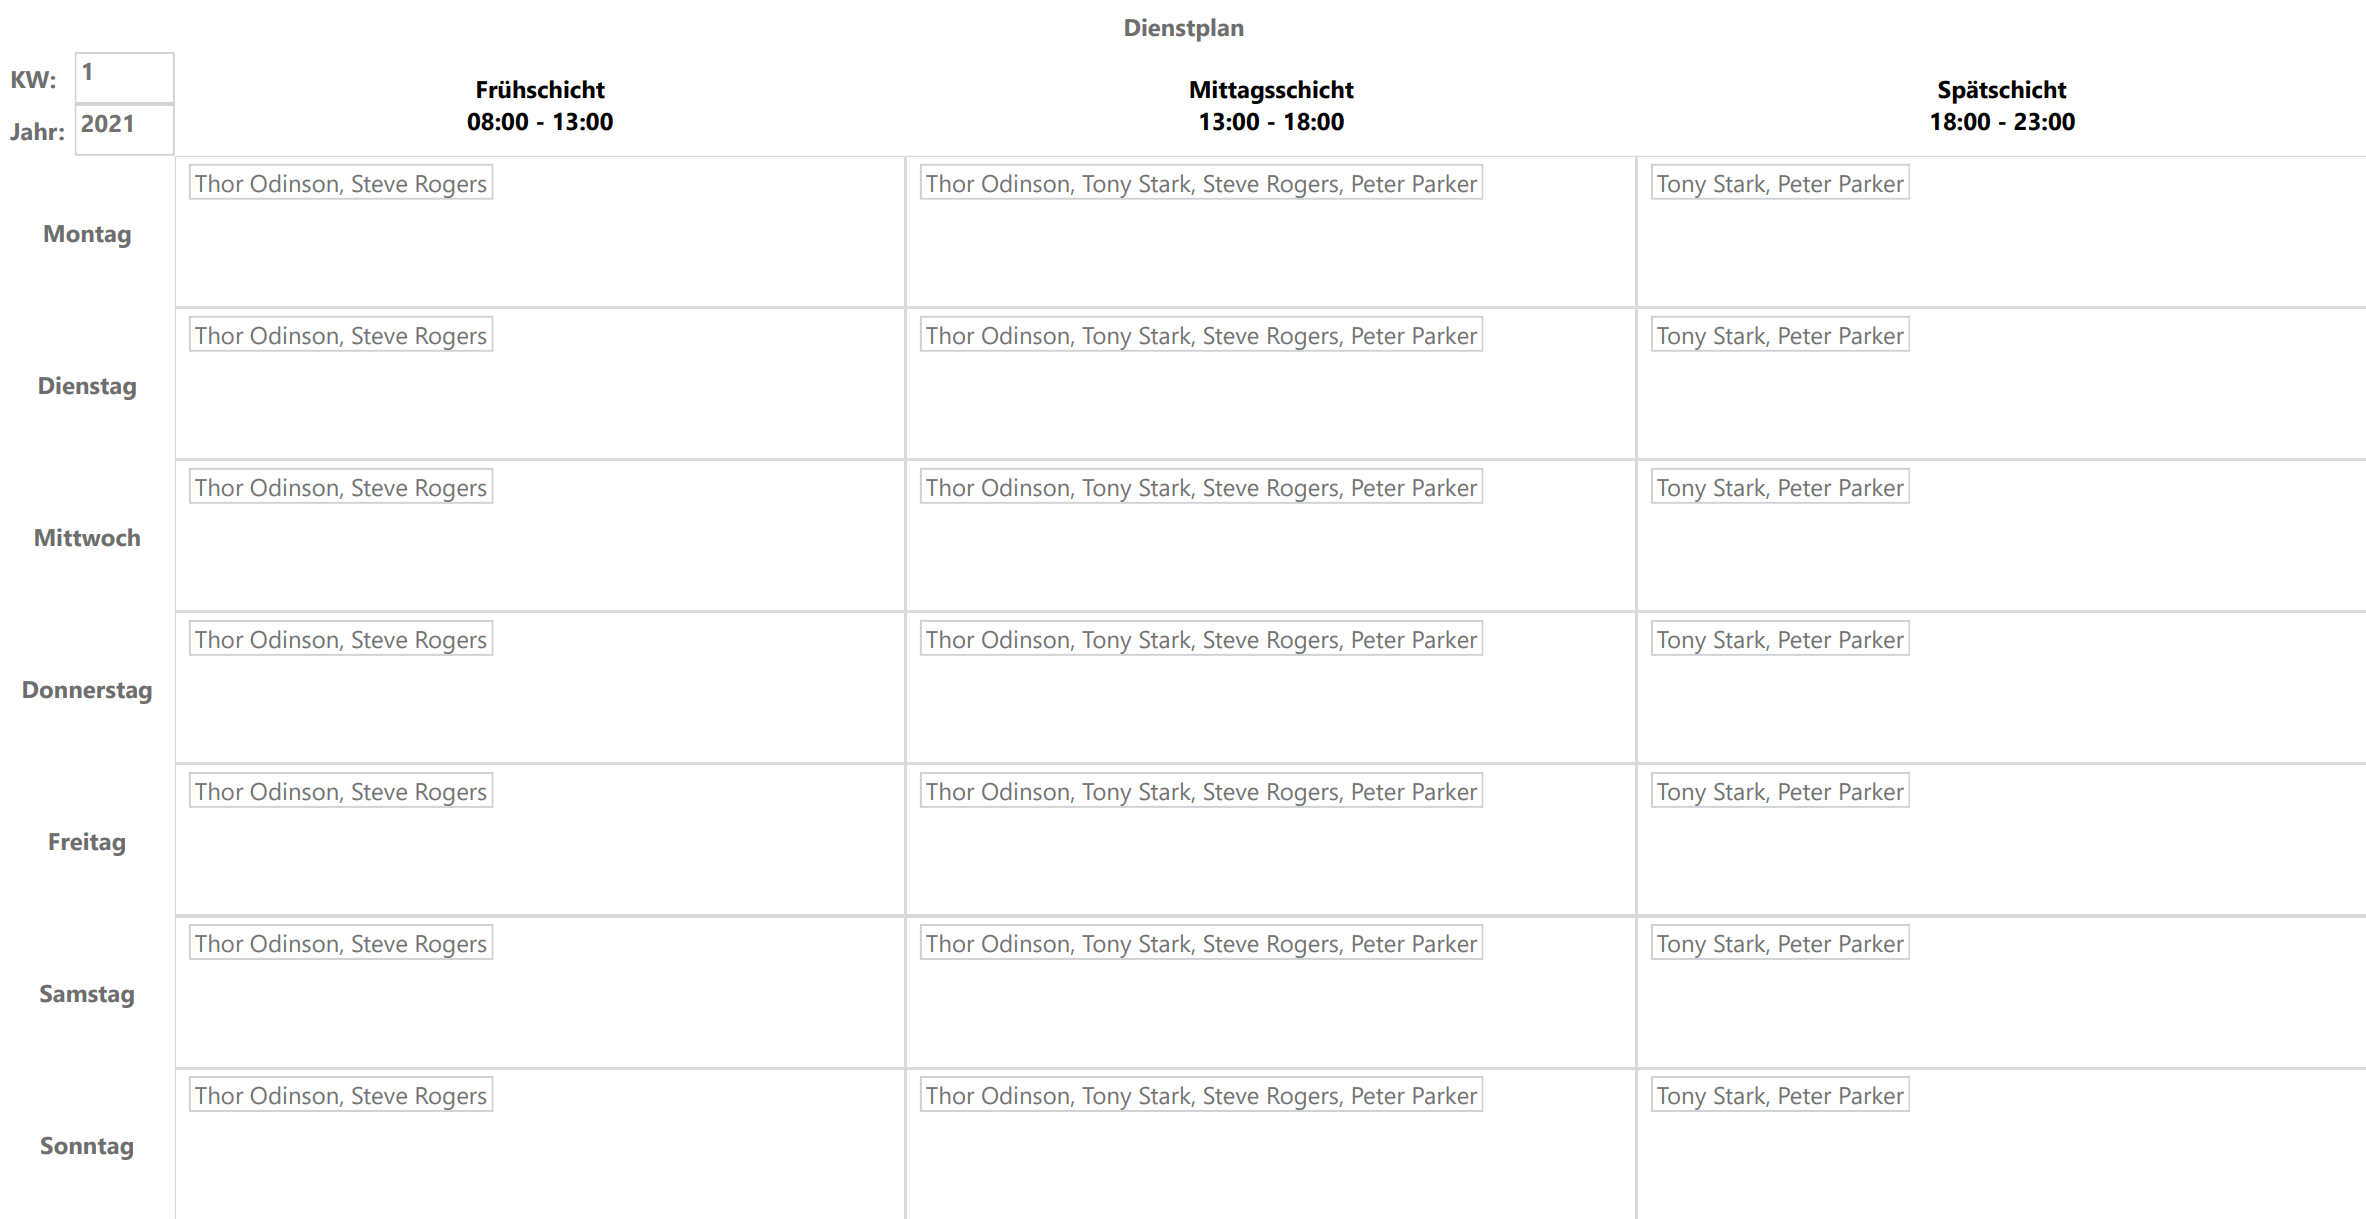 Dienstplan
KW: 1
Jahr: 2021
Frühschicht Mittagsschicht Spätschicht
08:00 - 13:00 13:00 - 18:00 18:00 - 23:00
Montag
Thor Odinson, Steve Rogers Thor Odinson, Tony Stark, Steve Rogers, Peter Parker Tony Stark, Peter Parker
Dienstag
Thor Odinson, Steve Rogers Thor Odinson, Tony Stark, Steve Rogers, Peter Parker Tony Stark, Peter Parker
Mittwoch
Thor Odinson, Steve Rogers Thor Odinson, Tony Stark, Steve Rogers, Peter Parker Tony Stark, Peter Parker
Donnerstag
Thor Odinson, Steve Rogers Thor Odinson, Tony Stark, Steve Rogers, Peter Parker Tony Stark, Peter Parker
Freitag
Thor Odinson, Steve Rogers Thor Odinson, Tony Stark, Steve Rogers, Peter Parker Tony Stark, Peter Parker
Samstag
Thor Odinson, Steve Rogers Thor Odinson, Tony Stark, Steve Rogers, Peter Parker Tony Stark, Peter Parker
Sonntag
Thor Odinson, Steve Rogers Thor Odinson, Tony Stark, Steve Rogers, Peter Parker Tony Stark, Peter Parker